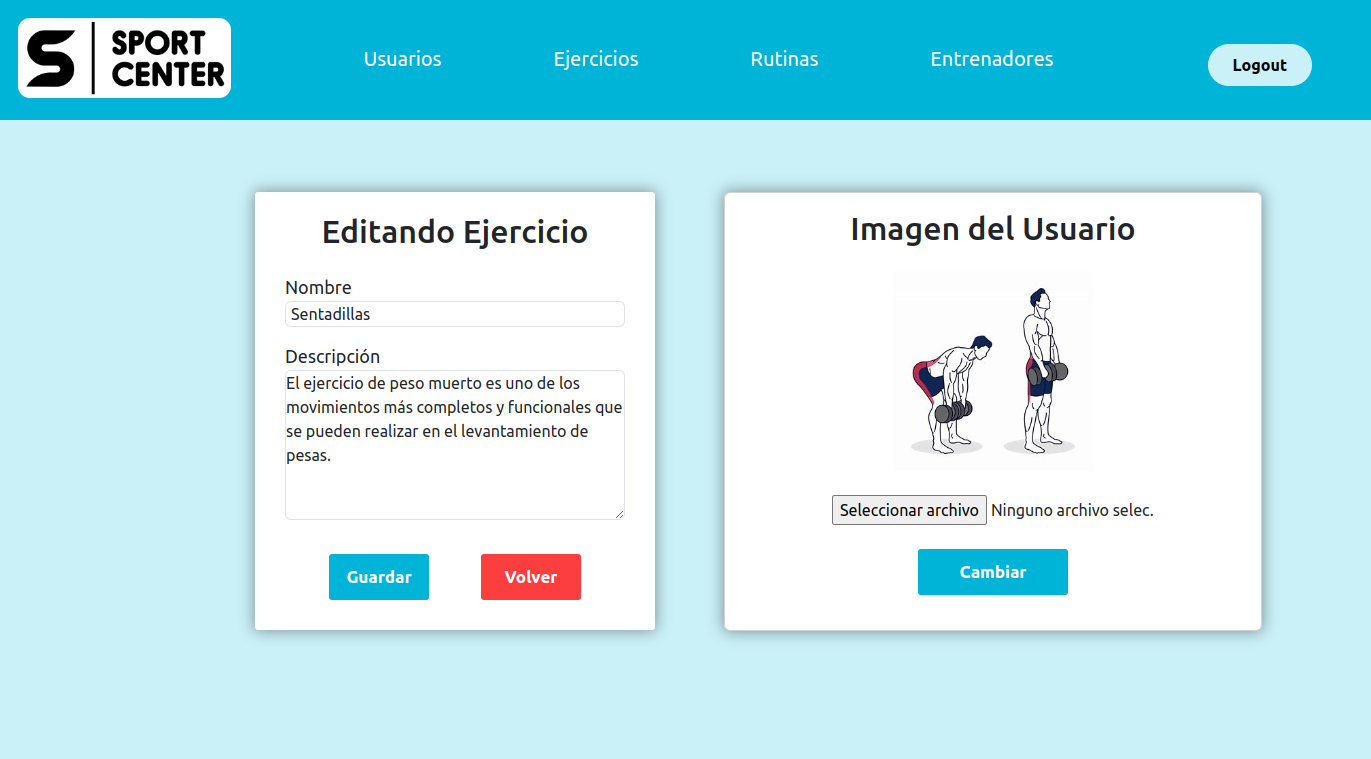 SPORT
CENTER
Usuarios
Ejercicios
Rutinas
Entrenadores
Logout
Editando Ejercicio
Nombre
Sentadillas
Descripción
El ejercicio de peso muerto es uno de los
movimientos más completos y funcionales que
se pueden realizar en el levantamiento de
pesas.
Guardar
Volver
Imagen del Usuario
Seleccionar archivo Ninguno archivo selec.
Cambiar